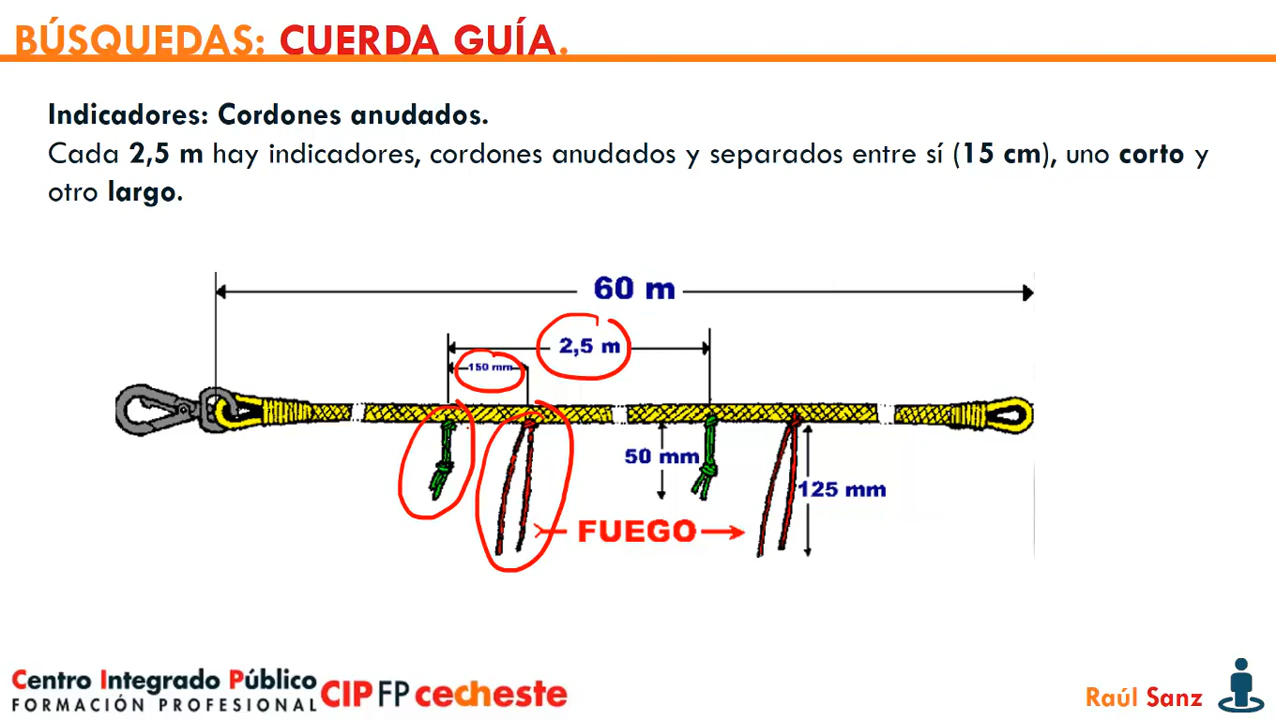 BÚSQUEDAS: CUERDA GUÍA.
Indicadores: Cordones anudados.
Cada 2,5 m hay indicadores, cordones anudados y separados entre sí (15 cm), uno corto y
otro largo.
60 m
2,5 m
150 mm
50 mm
125 mm
FUEGO
Centro Integrado Público
FORMACIÓN PROFESIONAL
CIP FP cecheste
Raúl Sanz